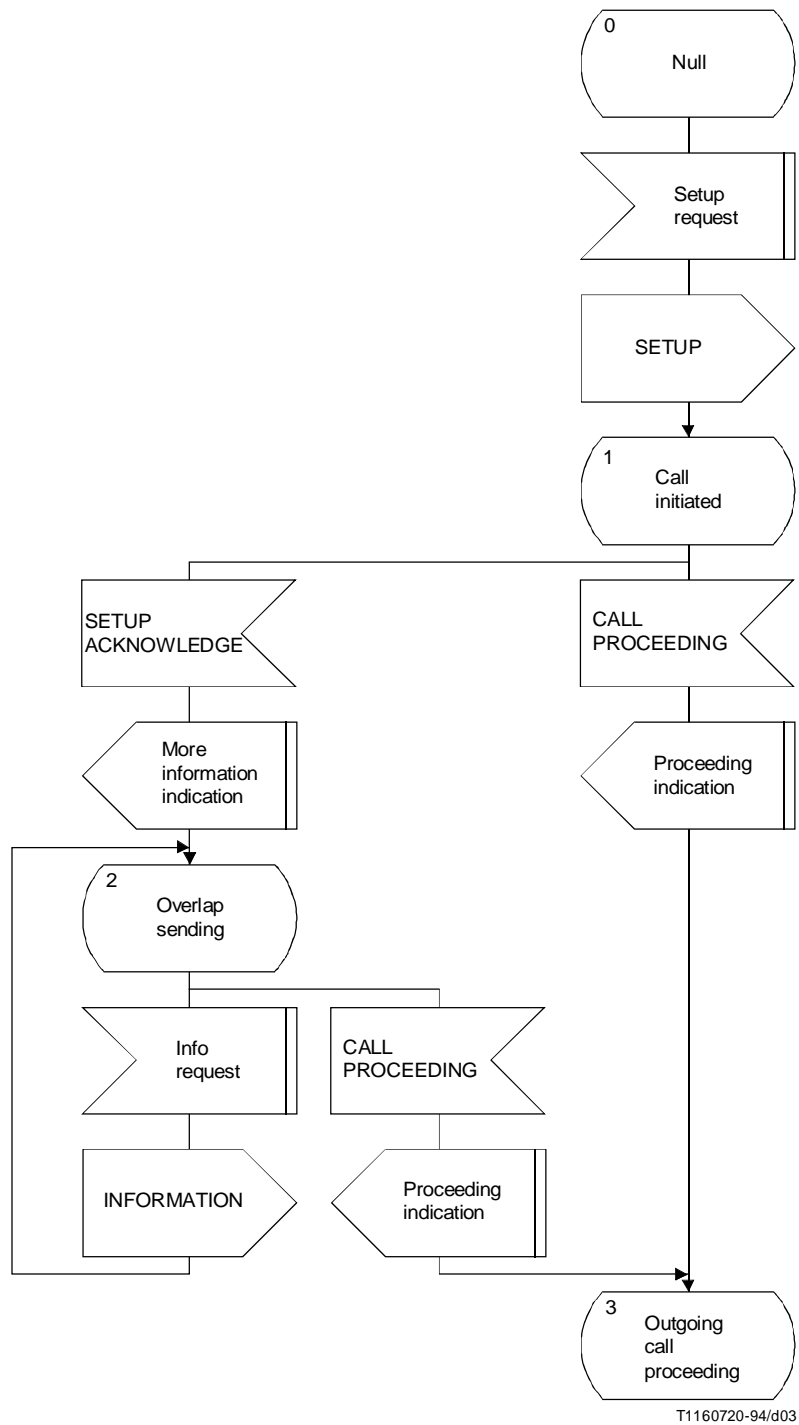 0
Null
Setup
request
SETUP
1
Call
initiated
SETUP
ACKNOWLEDGE
CALL
PROCEEDING
More
information
indication
Proceeding
indication
2
Overlap
sending
Info
request
CALL
PROCEEDING
INFORMATION
Proceeding
indication
3
Outgoing
call
proceeding
T1160720-94/d03